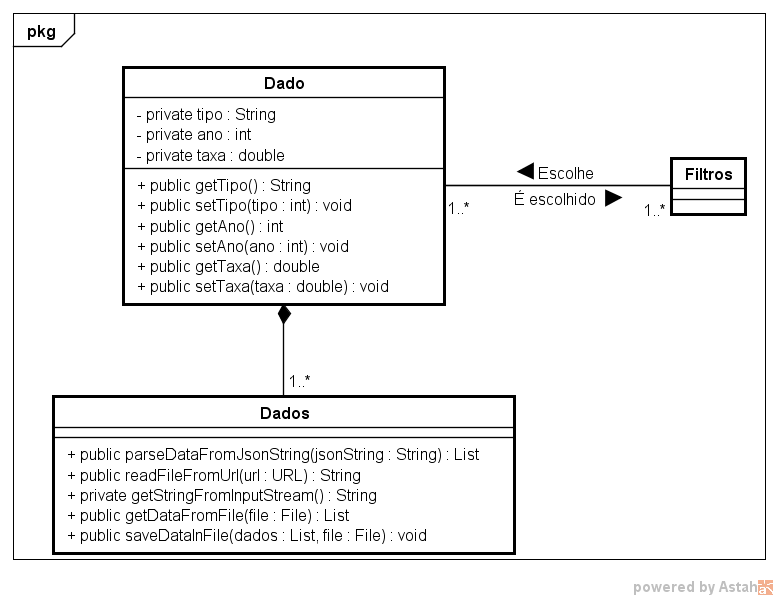 pkg
Dado
- private tipo : String
- private ano : int
- private taxa : double
+ public getTipo() : String
+ public setTipo(tipo : int) : void
+ public getAno() : int
+ public setAno(ano : int) : void
+ public getTaxa() : double
+ public setTaxa(taxa : double) : void
Escolhe
É escolhido
1..*
1..*
Filtros
1..*
Dados
+ public parseDataFromJsonString(jsonString : String) : List
+ public readFileFromUrl(url : URL) : String
+ private getStringFromInputStream() : String
+ public getDataFromFile(file : File) : List
+ public saveDataInFile(dados : List, file : File) : void
powered by Astah